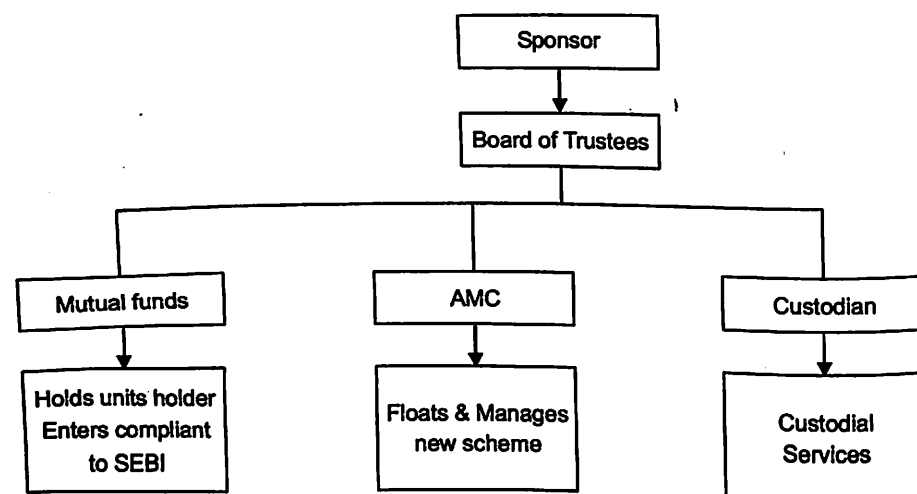 Sponsor
Board of Trustees
Mutual funds
AMC
Custodian
Holds units holder
Enters compliant
to SEBI
Floats & Manages
new scheme
Custodial
Services